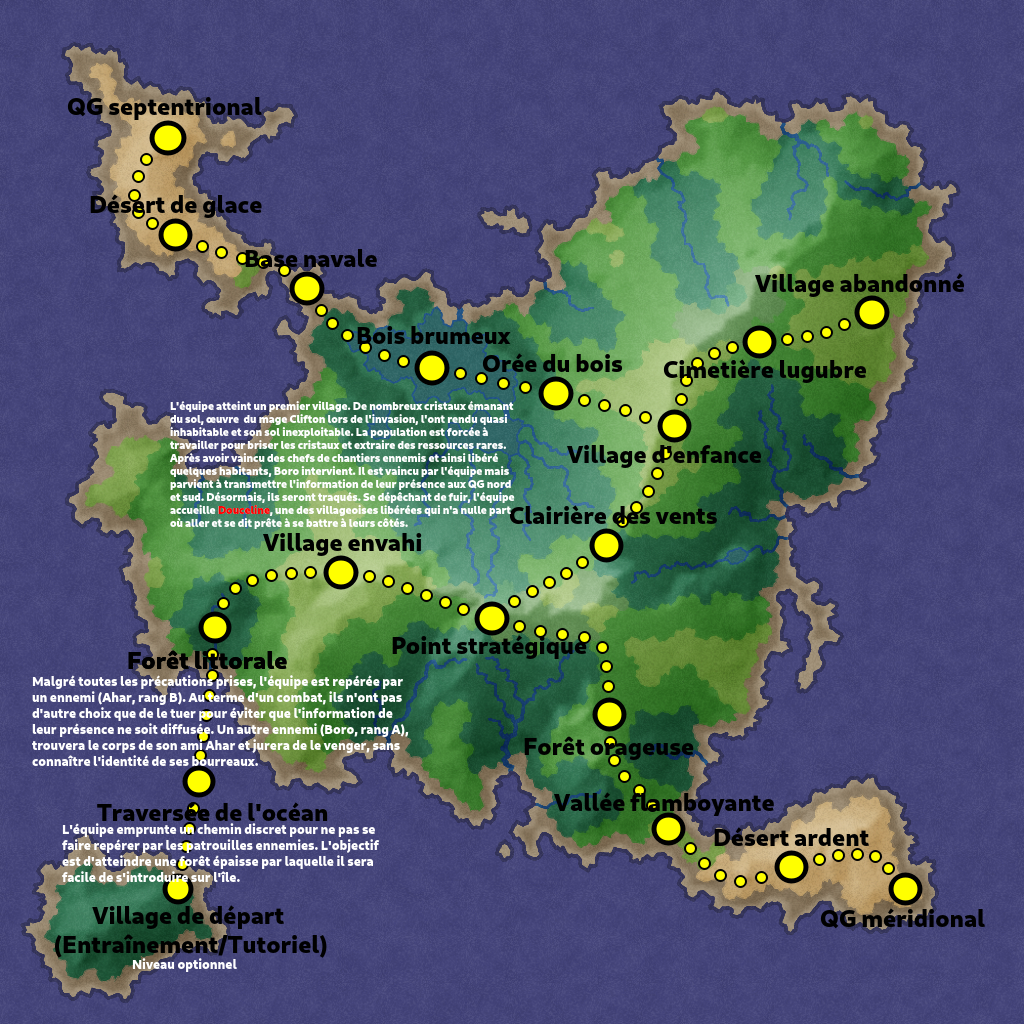 QG septentrional
Désert de glace
Base navale
Village abandonné
Bois brumeux
Orée du bois
Cimetière lugubre
L'équipe atteint un premier village. De nombreux cristaux émanant
du sol, œuvre du mage Clifton lors de l'invasion, l'ont rendu quasi
inhabitable et son sol inexploitable. La population est forcée à
travailler pour briser les cristaux et extraire des ressources rares.
Après avoir vaincu des chefs de chantiers ennemis et ainsi libéré
quelques habitants, Boro intervient. Il est vaincu par l'équipe mais
parvient à transmettre l'information de leur présence aux QG nord
et sud. Désormais, ils seront traqués. Se dépêchant de fuir, l'équipe
accueille Douceline, une des villageoises libérées qui n'a nulle part
où aller et se dit prête à se battre à leurs côtés.
Village d'enfance
Clairière des vents
Village envahi
Point stratégique
Forêt littorale
Malgré toutes les précautions prises, l'équipe est repérée par
un ennemi (Ahar, rang B). Au terme d'un combat, ils n'ont pas
d'autre choix que de le tuer pour éviter que l'information de
leur présence ne soit diffusée. Un autre ennemi (Boro, rang A),
trouvera le corps de son ami Ahar et jurera de le venger, sans
connaître l'identité de ses bourreaux.
Forêt orageuse
Vallée flamboyante
Traversée de l'océan
L'équipe emprunte un chemin discret pour ne pas se
faire repérer par les patrouilles ennemies. L'objectif
est d'atteindre une forêt épaisse par laquelle il sera
facile de s'introduire sur l'île.
Désert ardent
QG méridional
Village de départ
(Entraînement/Tutoriel)
Niveau optionnel